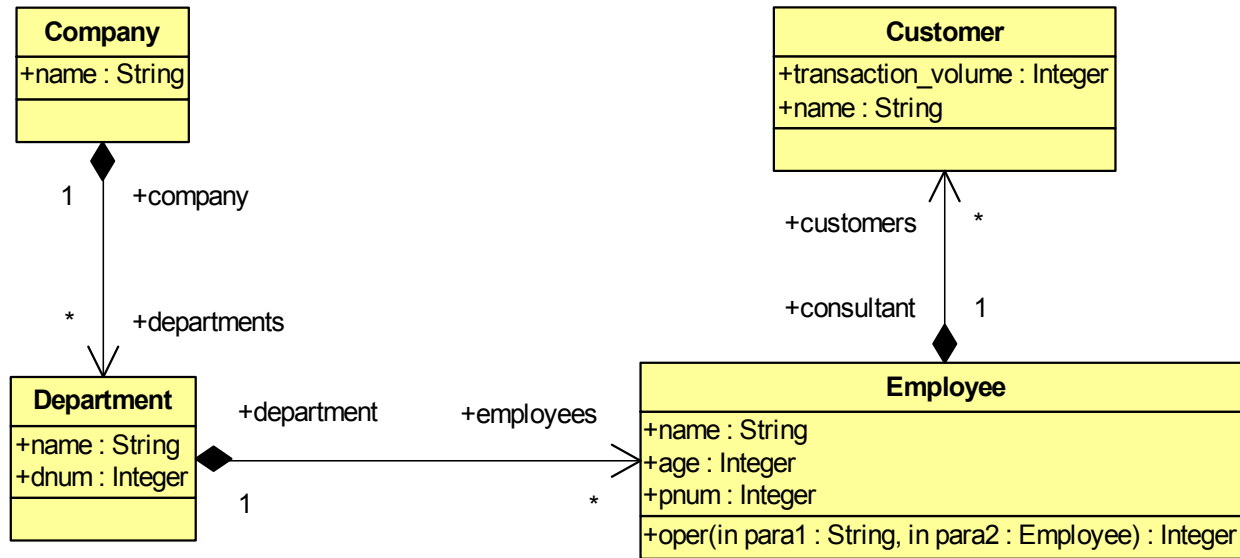 Company
+name : String
1
+company
*
+departments
Department
+name : String
+dnum : Integer
+department
1
+employees
*
Customer
+transaction_volume : Integer
+name : String
+customers
*
+consultant
1
Employee
+name : String
+age : Integer
+pnum : Integer
+oper(in para1 : String, in para2 : Employee) : Integer